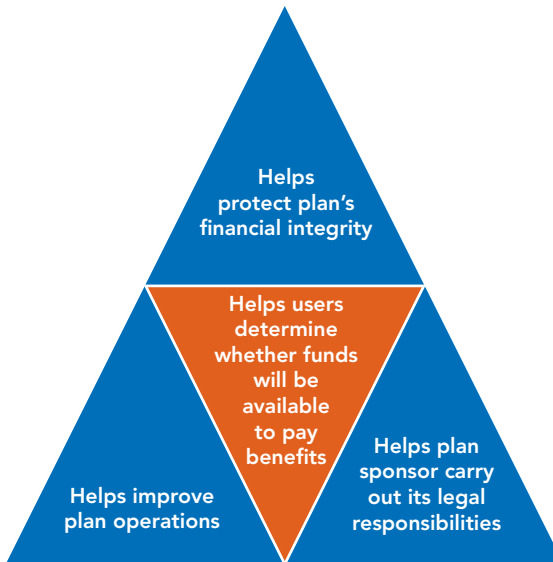 Helps
protect plan's
financial integrity
Helps users
determine
whether funds
will be
available
to pay
benefits
Helps improve
plan operations
Helps plan
sponsor carry
out its legal
responsibilities